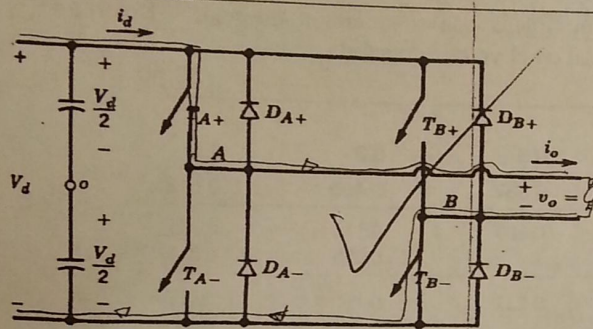 i_d
+
+
V_d
2
T_A+
D_A+
T_B+
D_B+
−
A
i_o
V_d
o
+
−
v_o =
B
+
V_d
2
T_A−
D_A−
T_B−
D_B−
−
−